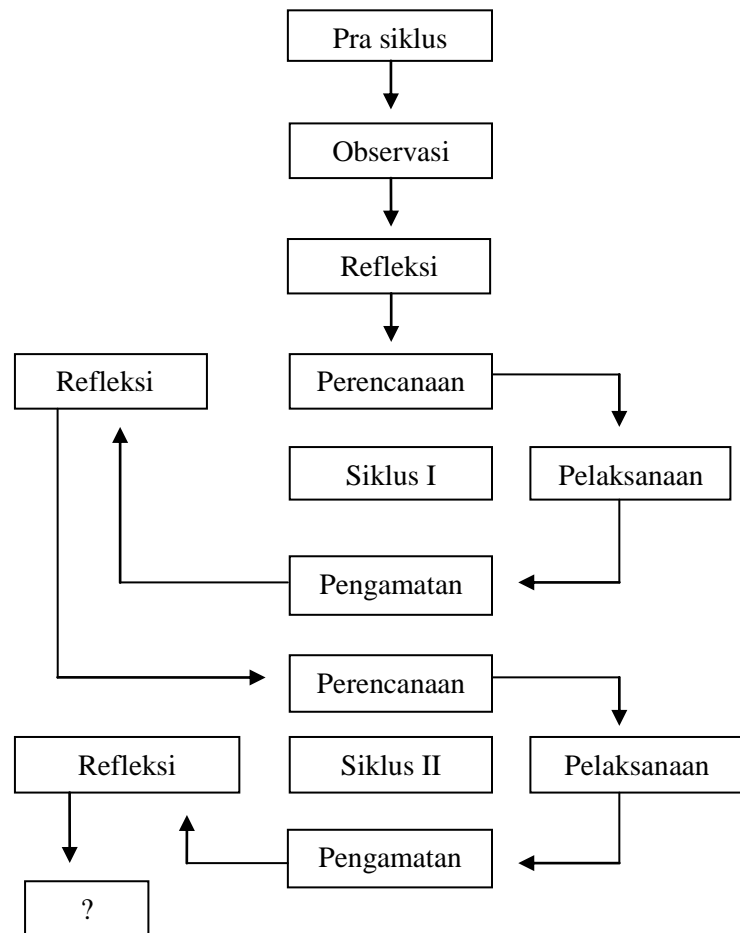 Pra siklus
Observasi
Refleksi
Refleksi
Perencanaan
Siklus I
Pelaksanaan
Pengamatan
Perencanaan
Refleksi
Siklus II
Pelaksanaan
Pengamatan
?